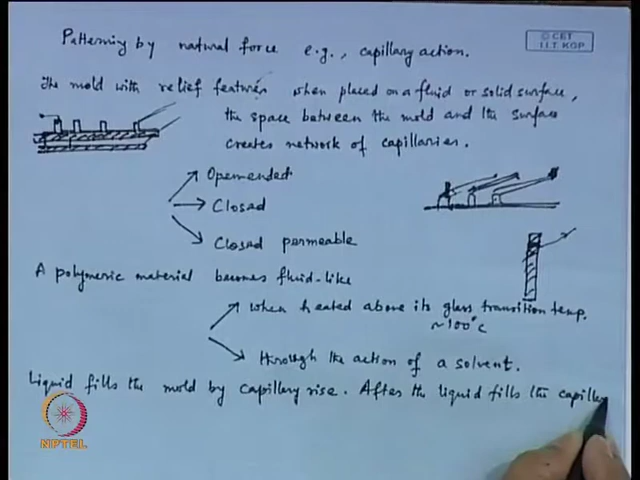 Patterning by natural force e.g., capillary action.
© CET
I.I.T. KGP
The mold with relief features when placed on a fluid or solid surface,
the space between the mold and the surface
creates network of capillaries.
Openended
Closed
Closed permeable
A polymeric material becomes fluid-like
when heated above its glass transition temp.
~100°C
through the action of a solvent.
Liquid fills the mold by capillary rise. After the liquid fills the capillar
NPTEL